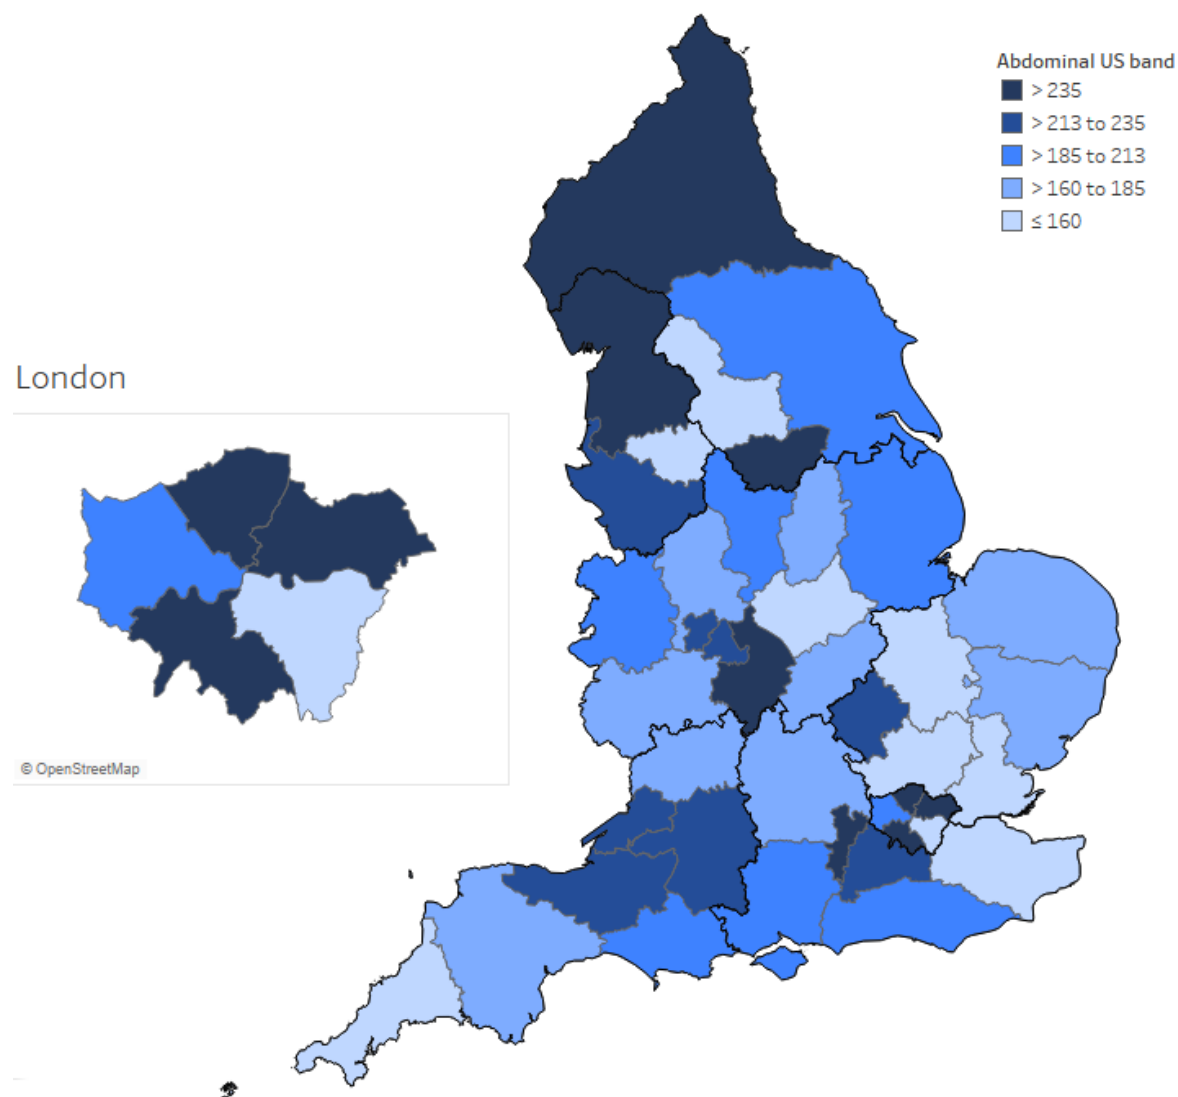 Abdominal US band
> 235
> 213 to 235
> 185 to 213
> 160 to 185
≤ 160
London
© OpenStreetMap